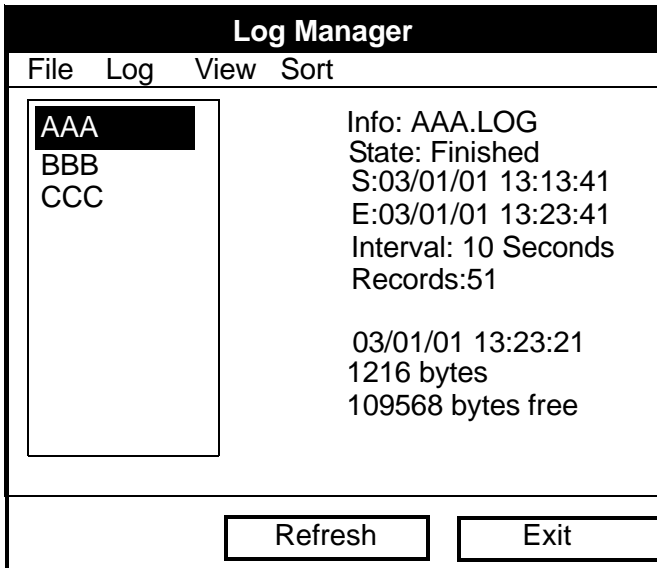 Log Manager
File Log View Sort
AAA
BBB
CCC
Info: AAA.LOG
State: Finished
S:03/01/01 13:13:41
E:03/01/01 13:23:41
Interval: 10 Seconds
Records:51
03/01/01 13:23:21
1216 bytes
109568 bytes free
Refresh
Exit